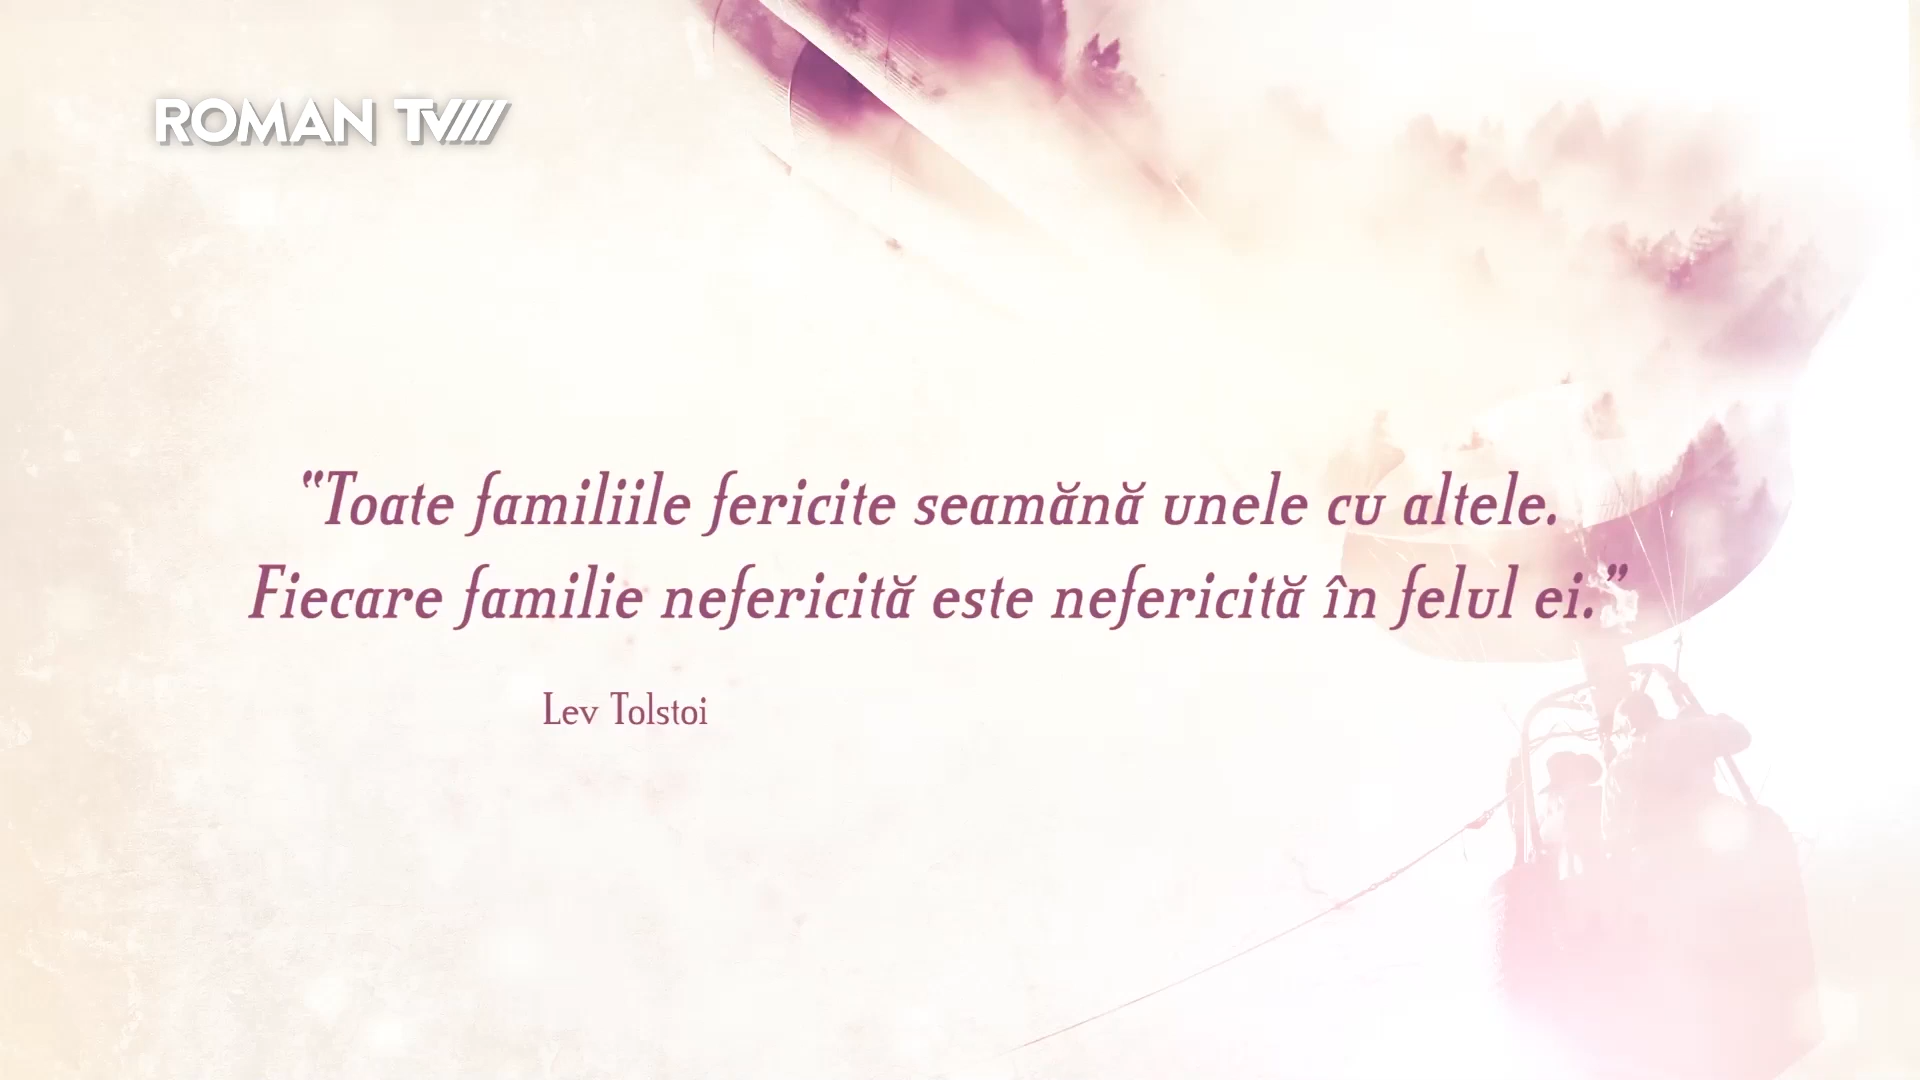 ROMAN TV
“Toate familiile fericite seamănă unele cu altele.
Fiecare familie nefericită este nefericită în felul ei.”
Lev Tolstoi